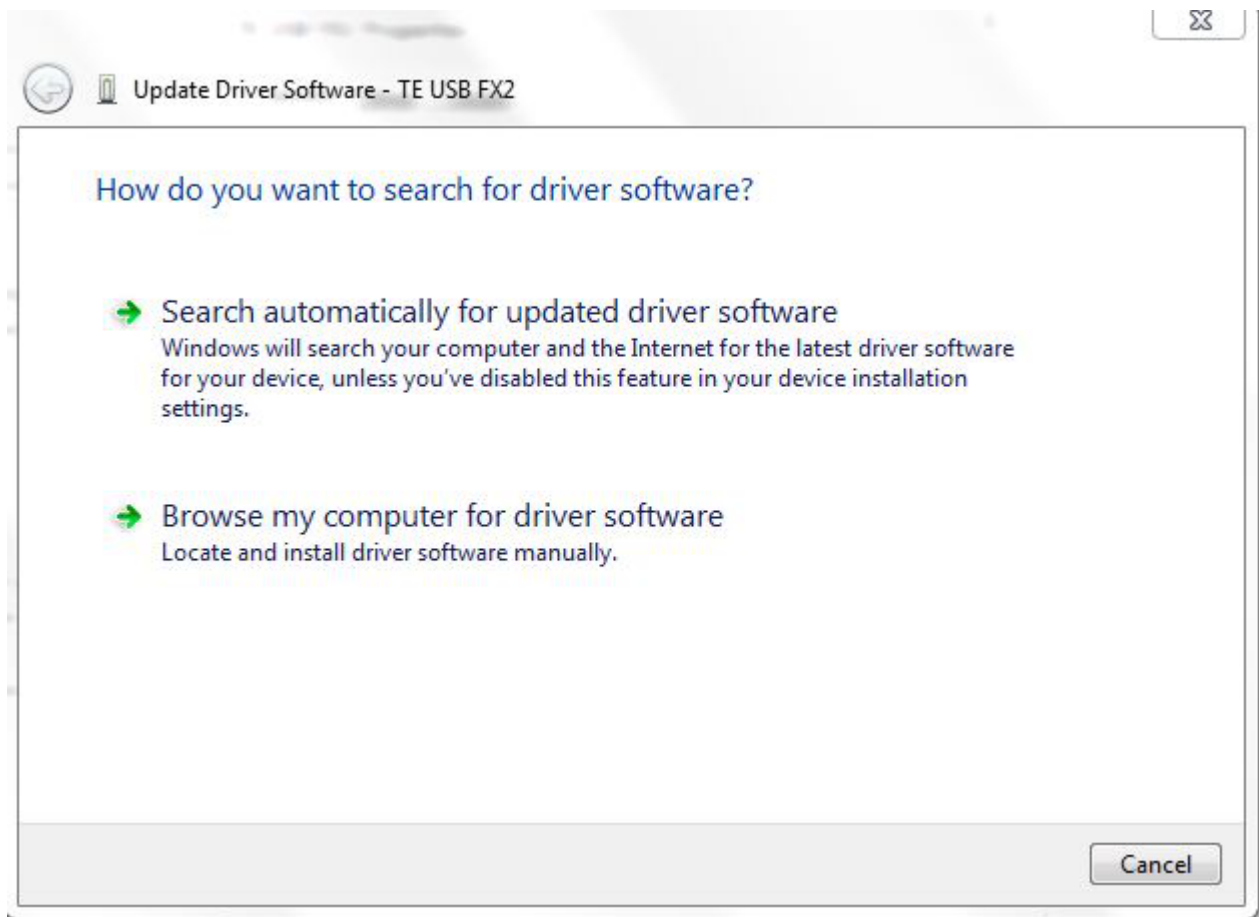 Update Driver Software - TE USB FX2
How do you want to search for driver software?
Search automatically for updated driver software
Windows will search your computer and the Internet for the latest driver software
for your device, unless you've disabled this feature in your device installation
settings.
Browse my computer for driver software
Locate and install driver software manually.
Cancel